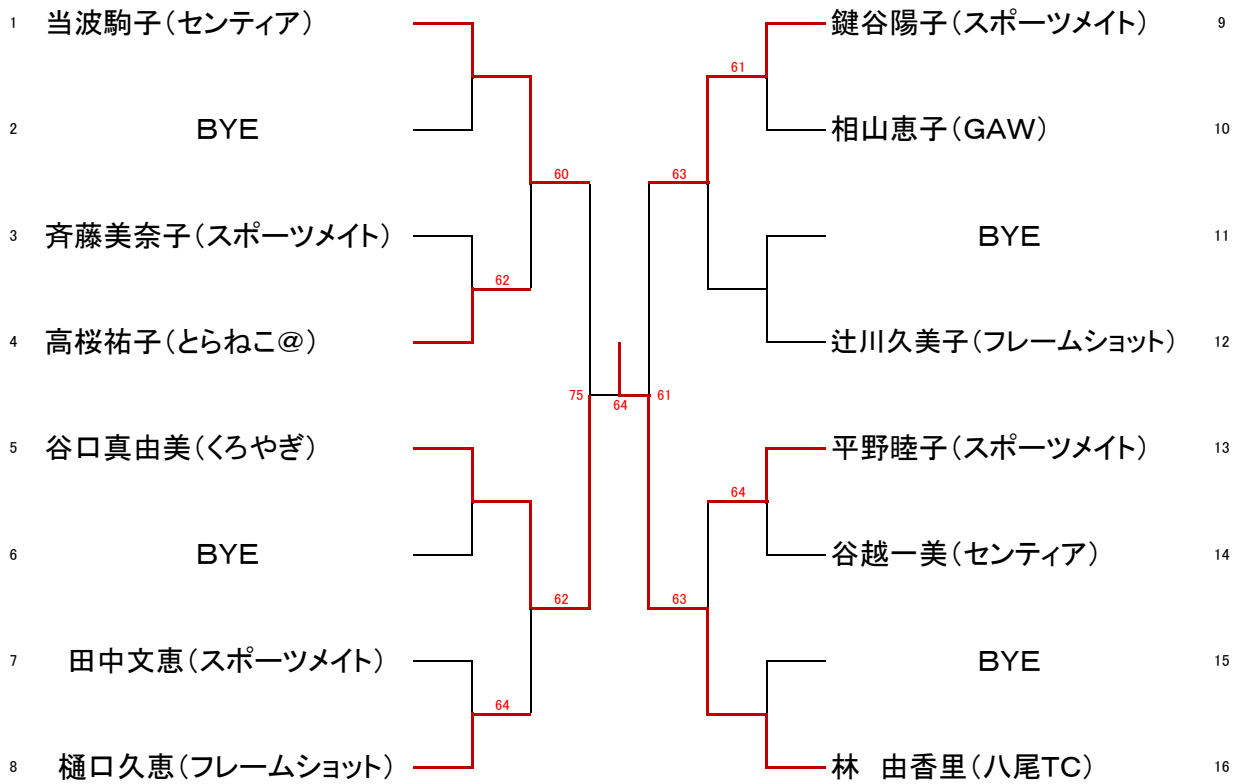 1 当波駒子(センティア)
2 BYE
60
3 斉藤美奈子(スポーツメイト)
62
4 高桜祐子(とらねこ@)
75
5 谷口真由美(くろやぎ)
6 BYE
62
7 田中文恵(スポーツメイト)
64
8 樋口久恵(フレームショット)
64
鍵谷陽子(スポーツメイト) 9
61
相山恵子(GAW) 10
63
BYE 11
辻川久美子(フレームショット) 12
61
平野睦子(スポーツメイト) 13
64
谷越一美(センティア) 14
63
BYE 15
林 由香里(八尾TC) 16